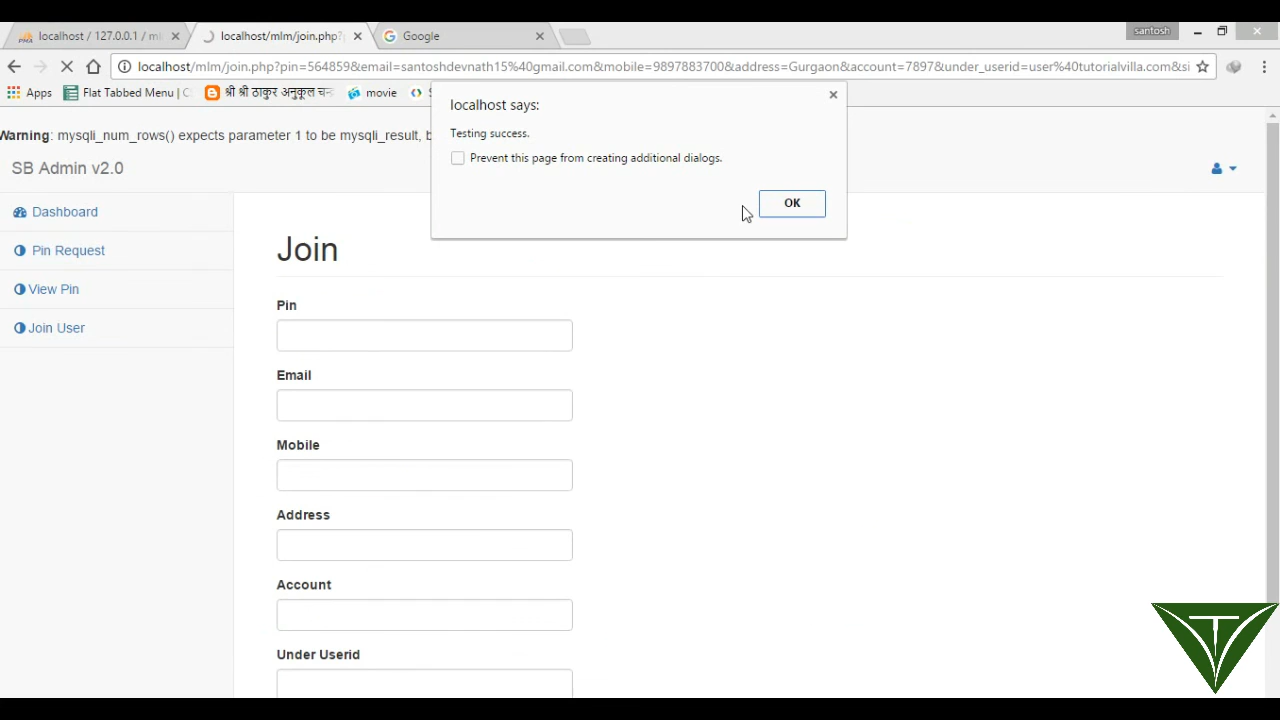 localhost / 127.0.0.1 / ml
localhost/mlm/join.php?
Google
santosh
localhost/mlm/join.php?pin=564859&email=santoshdevnath15%40gmail.com&mobile=9897883700&address=Gurgaon&account=7897&under_userid=user%40tutorialvilla.com&si
Apps
Flat Tabbed Menu | C
श्री श्री ठाकुर अनुकूल चन्
movie
S
localhost says:
Testing success.
Prevent this page from creating additional dialogs.
OK
Warning: mysqli_num_rows() expects parameter 1 to be mysqli_result, b
SB Admin v2.0
Dashboard
Pin Request
View Pin
Join User
Join
Pin
Email
Mobile
Address
Account
Under Userid